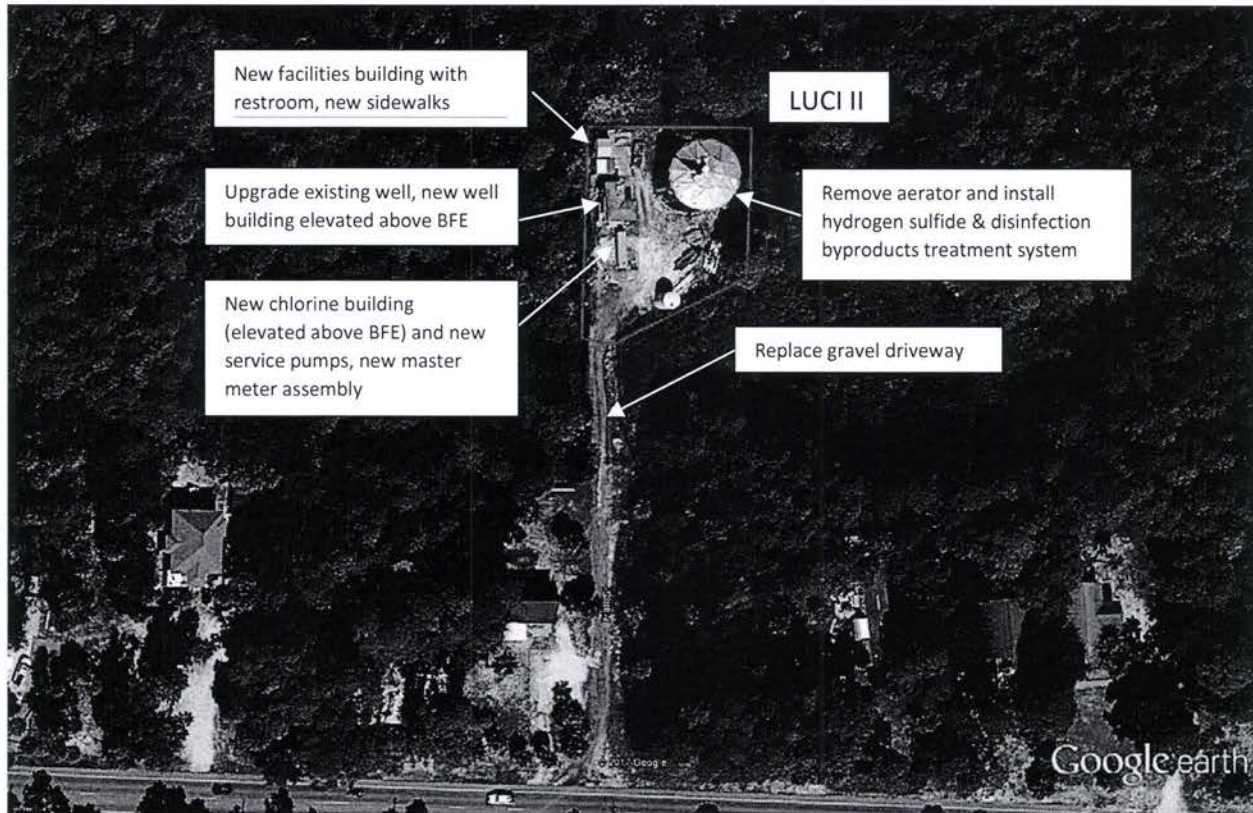 New facilities building with
restroom, new sidewalks
LUCI II
Upgrade existing well, new well
building elevated above BFE
Remove aerator and install
hydrogen sulfide & disinfection
byproducts treatment system
New chlorine building
(elevated above BFE) and new
service pumps, new master
meter assembly
Replace gravel driveway
© 2017 Google
Google earth